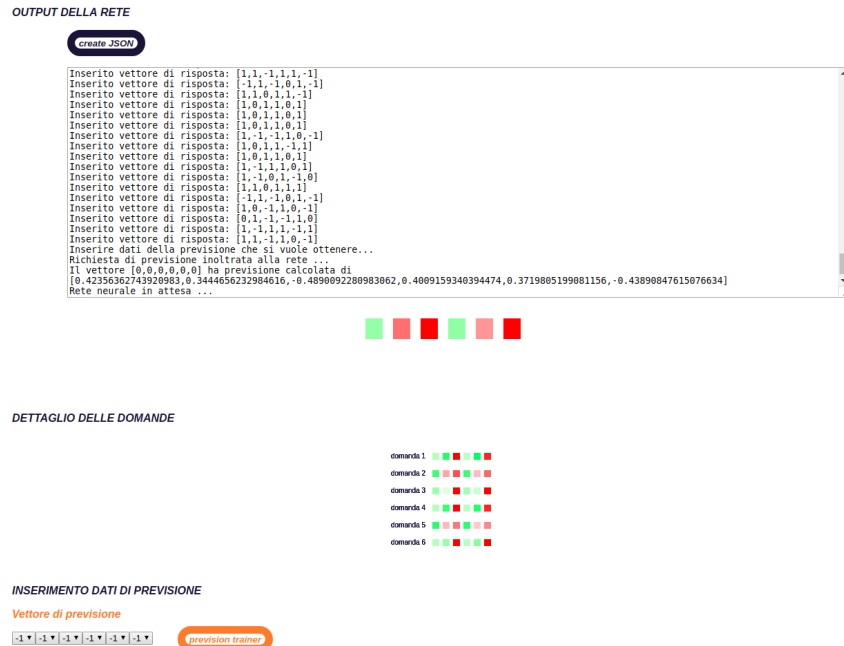 OUTPUT DELLA RETE
create JSON
Inserito vettore di risposta: [1,1,-1,1,1,-1]
Inserito vettore di risposta: [-1,1,-1,0,1,-1]
Inserito vettore di risposta: [1,1,0,1,1,-1]
Inserito vettore di risposta: [1,0,1,1,0,1]
Inserito vettore di risposta: [1,0,1,1,0,1]
Inserito vettore di risposta: [1,0,1,1,0,1]
Inserito vettore di risposta: [1,-1,-1,1,0,-1]
Inserito vettore di risposta: [1,0,1,1,-1,1]
Inserito vettore di risposta: [1,0,1,1,0,1]
Inserito vettore di risposta: [1,-1,1,1,0,1]
Inserito vettore di risposta: [1,-1,0,1,-1,0]
Inserito vettore di risposta: [1,1,0,1,1,1]
Inserito vettore di risposta: [-1,1,-1,0,1,-1]
Inserito vettore di risposta: [1,0,-1,1,0,-1]
Inserito vettore di risposta: [0,1,-1,-1,1,0]
Inserito vettore di risposta: [1,-1,1,1,-1,1]
Inserito vettore di risposta: [1,1,-1,1,0,-1]
Inserire dati della previsione che si vuole ottenere...
Richiesta di previsione inoltrata alla rete ...
Il vettore [0,0,0,0,0,0] ha previsione calcolata di
[0.42356362743920983,0.3444656232984616,-0.4890092280983062,0.4009159340394474,0.3719805199081156,-0.43890847615076634]
Rete neurale in attesa ...
DETTAGLIO DELLE DOMANDE
domanda 1
domanda 2
domanda 3
domanda 4
domanda 5
domanda 6
INSERIMENTO DATI DI PREVISIONE
Vettore di previsione
-1 -1 -1 -1 -1 -1
prevision trainer